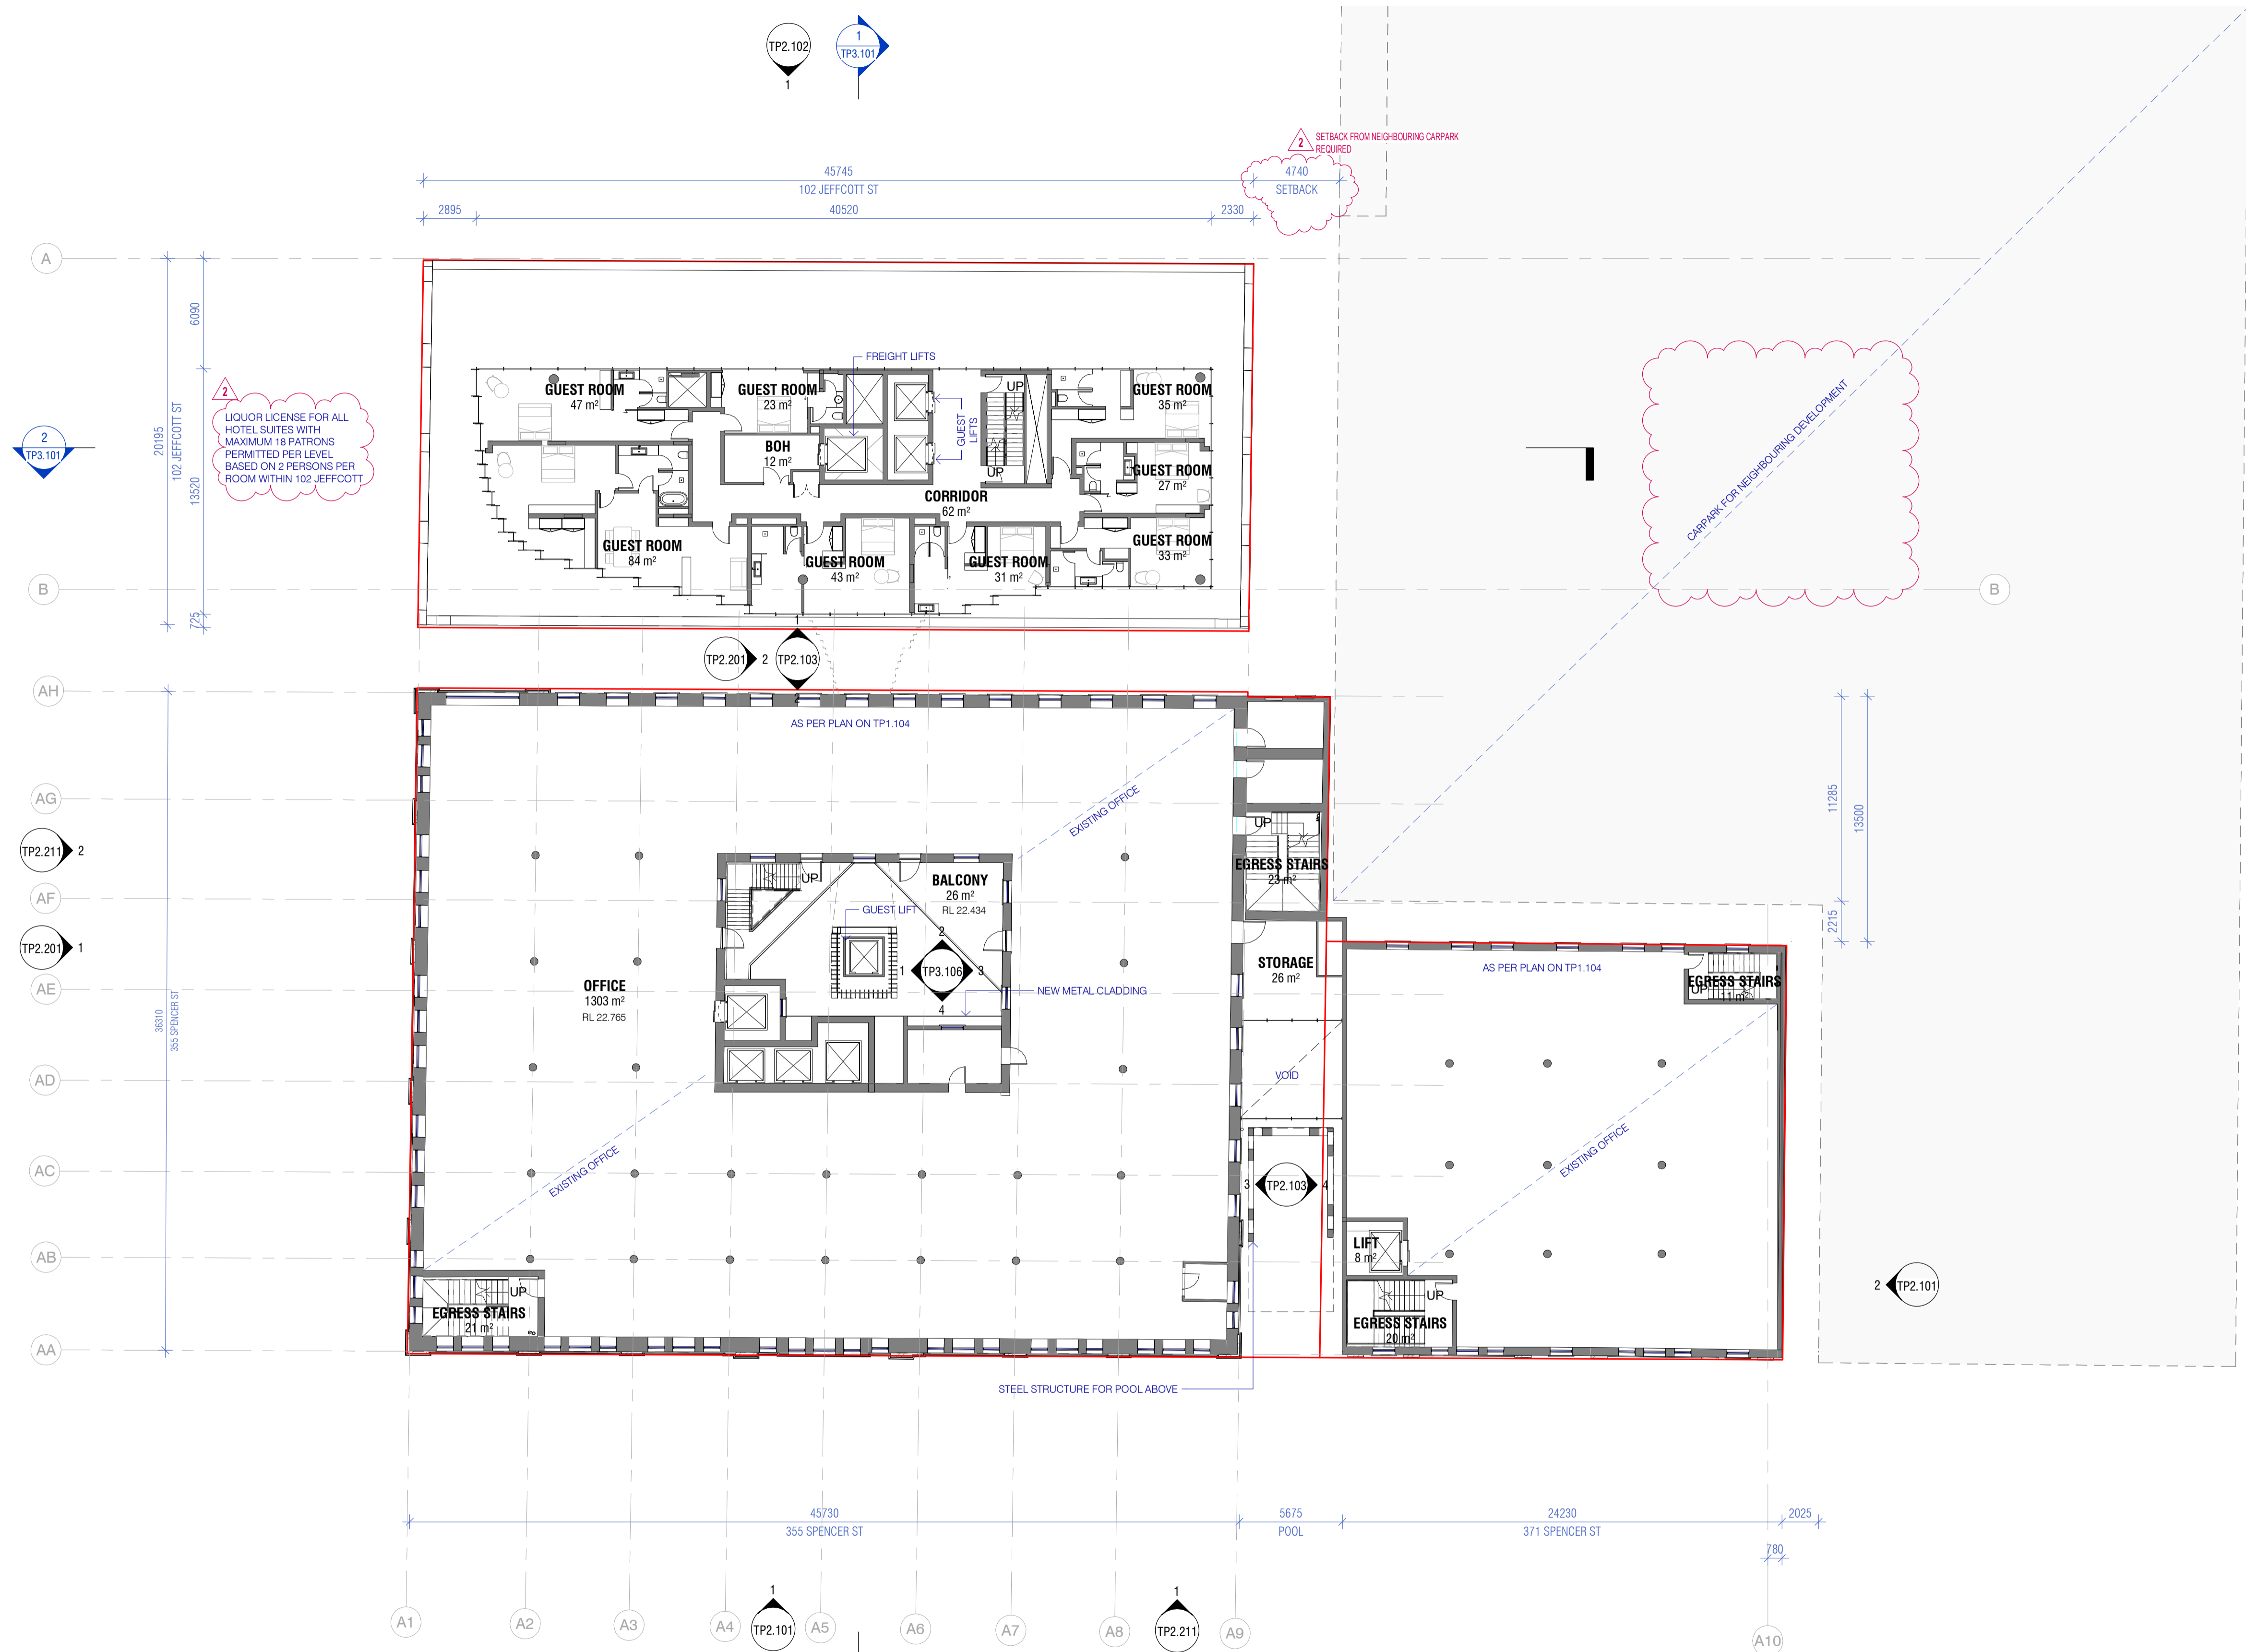 TP2.102
1
1
TP3.101
2
SETBACK FROM NEIGHBOURING CARPARK
REQUIRED
45745
102 JEFFCOTT ST
4740
SETBACK
2895
40520
2330
A
20195
102 JEFFCOTT ST
6090
13520
725
FREIGHT LIFTS
GUEST ROOM
47 m²
GUEST ROOM
23 m²
UP
GUEST ROOM
35 m²
2
LIQUOR LICENSE FOR ALL
HOTEL SUITES WITH
MAXIMUM 18 PATRONS
PERMITTED PER LEVEL
BASED ON 2 PERSONS PER
ROOM WITHIN 102 JEFFCOTT
2
TP3.101
BOH
12 m²
GUEST
LIFTS
UP
GUEST ROOM
27 m²
CORRIDOR
62 m²
GUEST ROOM
84 m²
GUEST ROOM
43 m²
GUEST ROOM
31 m²
GUEST ROOM
33 m²
CARPARK FOR NEIGHBOURING DEVELOPMENT
B
B
1
TP2.201
2
TP2.103
2
AH
AS PER PLAN ON TP1.104
AG
EXISTING OFFICE
11285
13500
2215
UP
EGRESS STAIRS
23 m²
TP2.211
2
UP
BALCONY
26 m²
RL 22.434
AF
GUEST LIFT
TP2.201
1
2
1
TP3.106
3
4
STORAGE
26 m²
AS PER PLAN ON TP1.104
AE
OFFICE
1303 m²
RL 22.765
NEW METAL CLADDING
EGRESS STAIRS
UP
11 m²
36310
355 SPENCER ST
AD
VOID
AC
EXISTING OFFICE
EXISTING OFFICE
3
TP2.103
4
AB
LIFT
8 m²
2
TP2.101
UP
EGRESS STAIRS
21 m²
UP
EGRESS STAIRS
20 m²
AA
STEEL STRUCTURE FOR POOL ABOVE
45730
355 SPENCER ST
5675
POOL
24230
371 SPENCER ST
2025
780
1
TP2.101
1
TP2.211
A1
A2
A3
A4
A5
A6
A7
A8
A9
A10